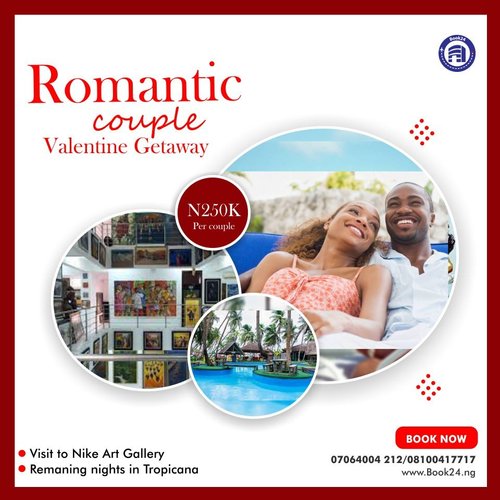 Book24
Romantic
couple
Valentine Getaway
N250K
Per couple
BOOK NOW
• Visit to Nike Art Gallery
• Remaning nights in Tropicana
07064004 212/08100417717
www.Book24.ng